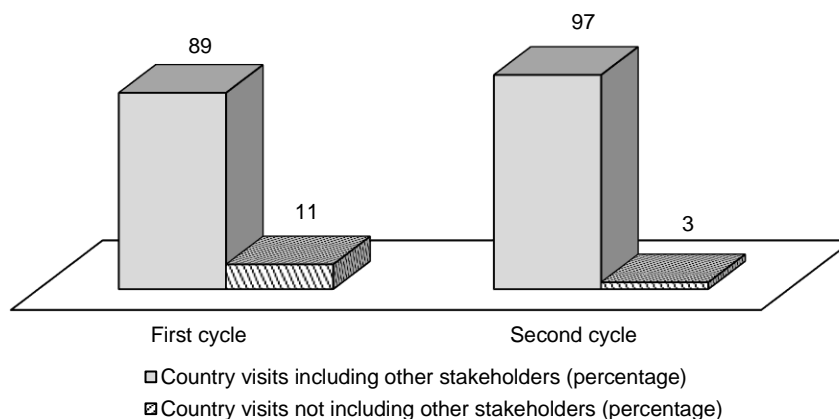 89
97
11
3
First cycle
Second cycle
Country visits including other stakeholders (percentage)
Country visits not including other stakeholders (percentage)